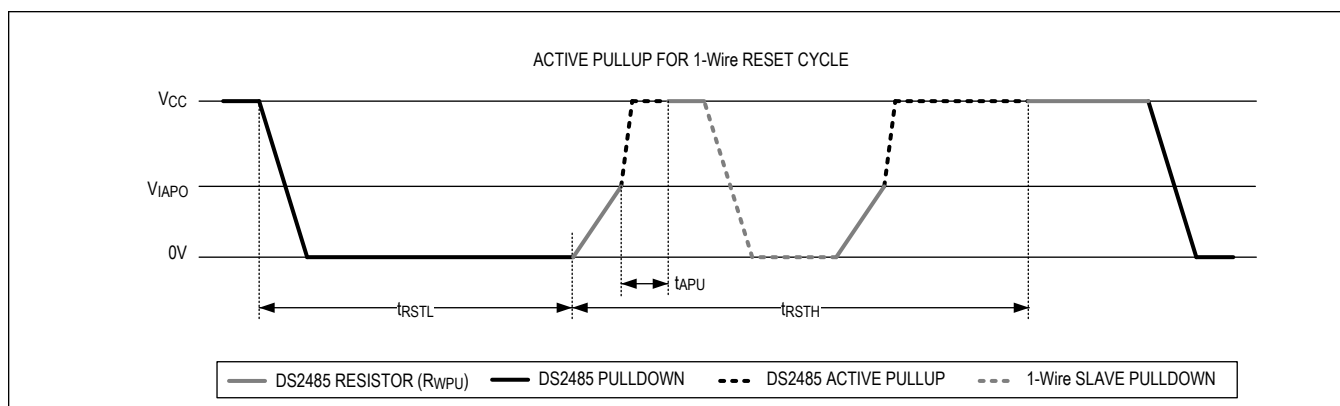 ACTIVE PULLUP FOR 1-Wire RESET CYCLE
VCC
VIAPO
0V
tAPU
tRSTL
tRSTH
DS2485 RESISTOR (RWPU)
DS2485 PULLDOWN
DS2485 ACTIVE PULLUP
1-Wire SLAVE PULLDOWN